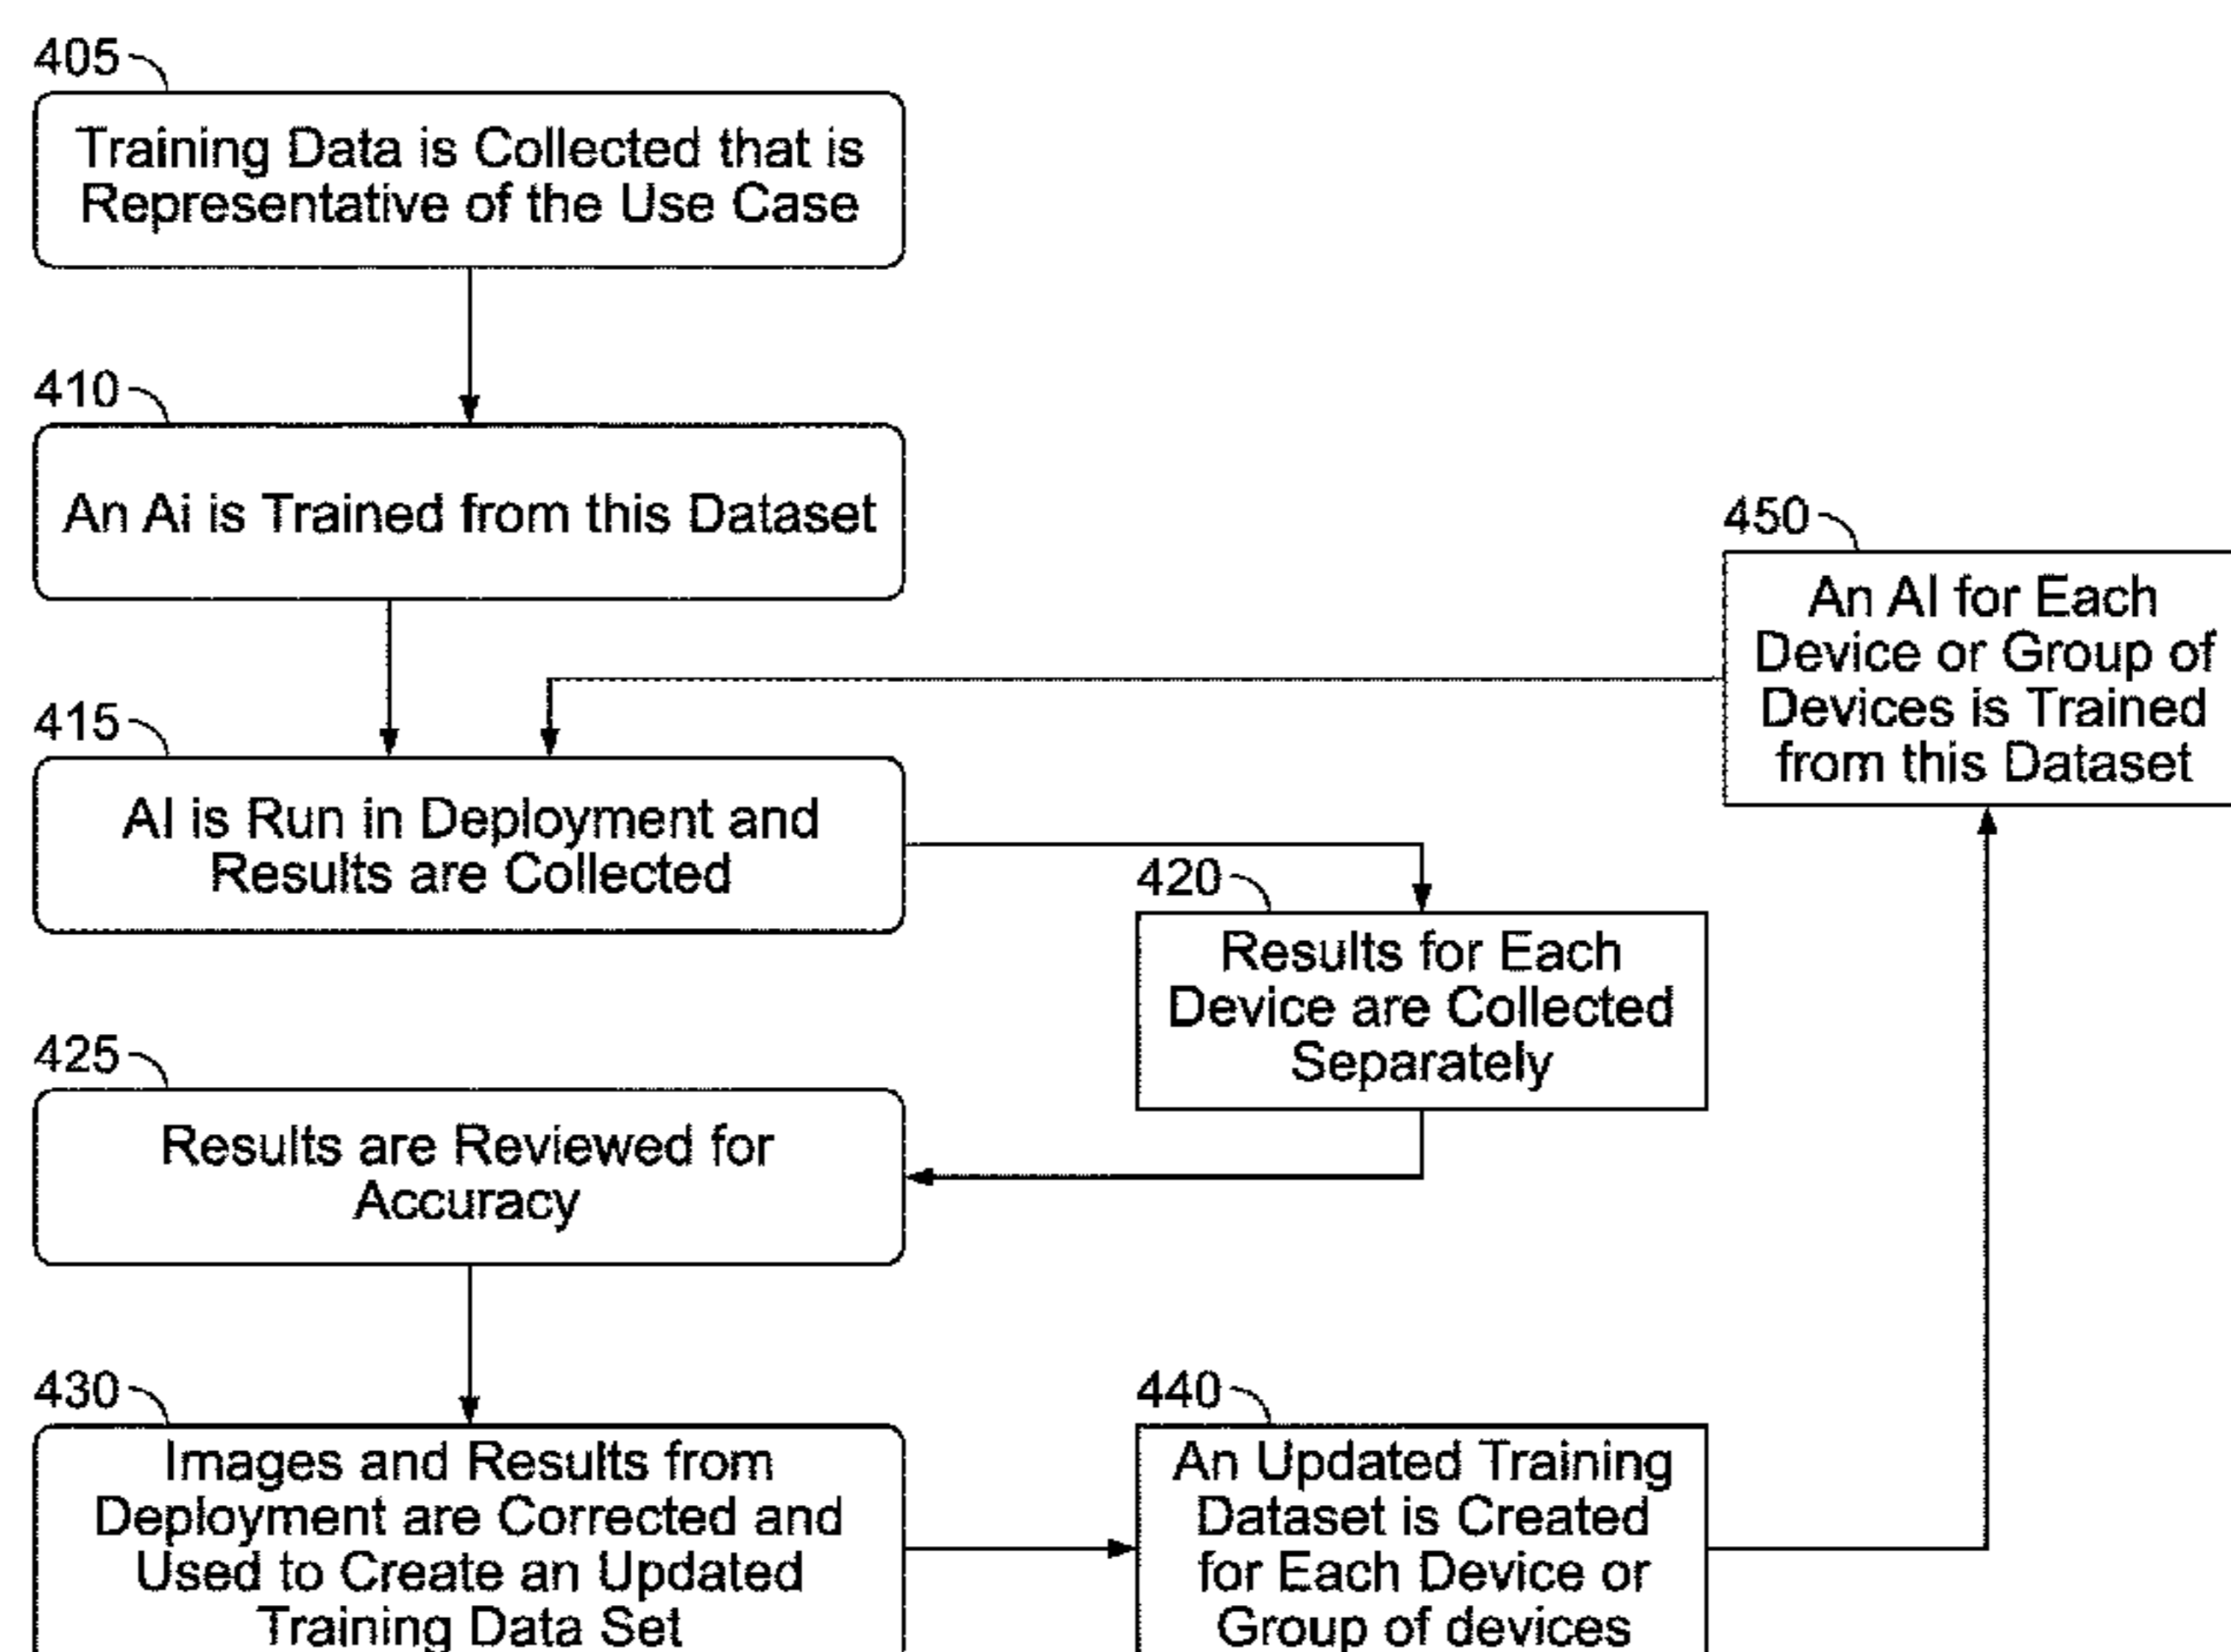 405
Training Data is Collected that is
Representative of the Use Case
410
An Ai is Trained from this Dataset
450
An AI for Each
Device or Group of
Devices is Trained
from this Dataset
415
AI is Run in Deployment and
Results are Collected
420
Results for Each
Device are Collected
Separately
425
Results are Reviewed for
Accuracy
430
Images and Results from
Deployment are Corrected and
Used to Create an Updated
Training Data Set
440
An Updated Training
Dataset is Created
for Each Device or
Group of devices